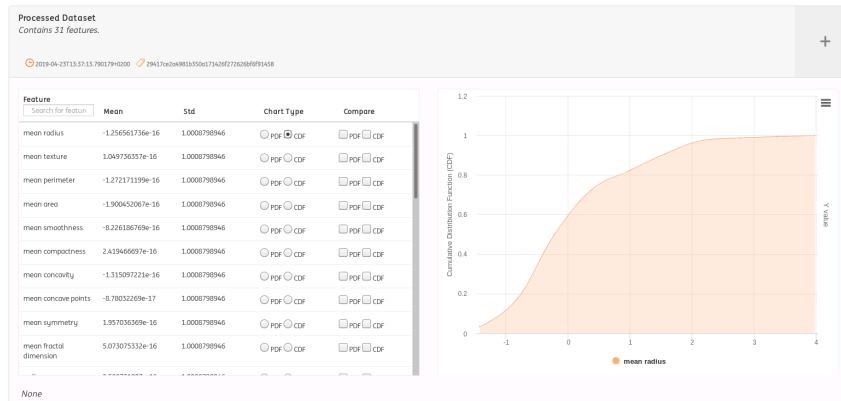 Processed Dataset
Contains 31 features.
2019-04-23T13:37:13.790179+0200 29417ce2a4981b350a171426f272626bf8f91458
Feature
Search for featur Mean Std Chart Type Compare
mean radius -1.256561736e-16 1.0008798946 PDF CDF PDF CDF
mean texture 1.049736357e-16 1.0008798946 PDF CDF PDF CDF
mean perimeter -1.272171199e-16 1.0008798946 PDF CDF PDF CDF
mean area -1.900452067e-16 1.0008798946 PDF CDF PDF CDF
mean smoothness -8.226186769e-16 1.0008798946 PDF CDF PDF CDF
mean compactness 2.419466697e-16 1.0008798946 PDF CDF PDF CDF
mean concavity -1.315097221e-16 1.0008798946 PDF CDF PDF CDF
mean concave points -8.78032269e-17 1.0008798946 PDF CDF PDF CDF
mean symmetry 1.957036369e-16 1.0008798946 PDF CDF PDF CDF
mean fractal
dimension 5.073075332e-16 1.0008798946 PDF CDF PDF CDF
None
1.2
1
0.8
0.6
0.4
0.2
0
Cumulative Distribution Function (CDF)
Y value
-1 0 1 2 3 4
mean radius